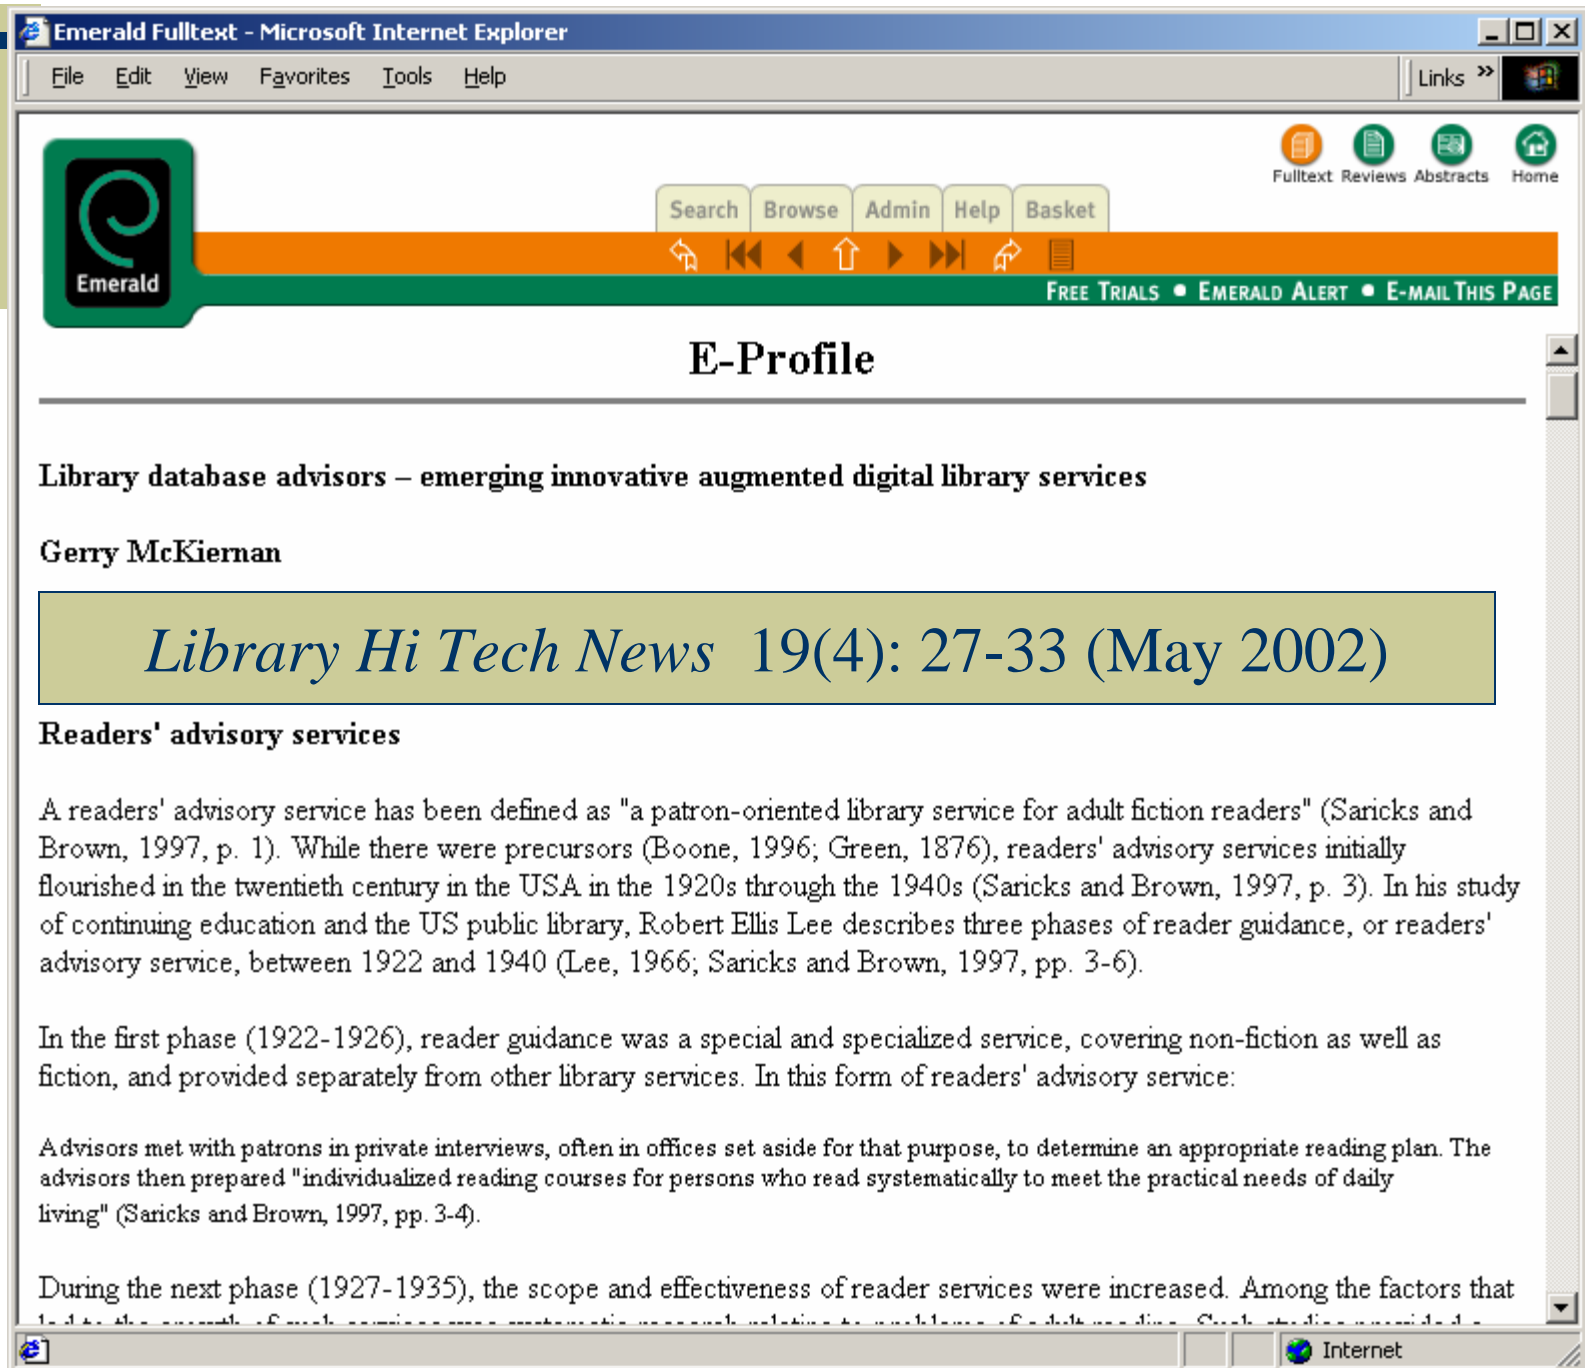 Emerald Fulltext - Microsoft Internet Explorer
File Edit View Favorites Tools Help Links »
Fulltext Reviews Abstracts Home
Search Browse Admin Help Basket
Emerald
FREE TRIALS • EMERALD ALERT • E-MAIL THIS PAGE
E-Profile
Library database advisors – emerging innovative augmented digital library services
Gerry McKiernan
Library Hi Tech News 19(4): 27-33 (May 2002)
Readers' advisory services
A readers' advisory service has been defined as "a patron-oriented library service for adult fiction readers" (Saricks and
Brown, 1997, p. 1). While there were precursors (Boone, 1996; Green, 1876), readers' advisory services initially
flourished in the twentieth century in the USA in the 1920s through the 1940s (Saricks and Brown, 1997, p. 3). In his study
of continuing education and the US public library, Robert Ellis Lee describes three phases of reader guidance, or readers'
advisory service, between 1922 and 1940 (Lee, 1966; Saricks and Brown, 1997, pp. 3-6).
In the first phase (1922-1926), reader guidance was a special and specialized service, covering non-fiction as well as
fiction, and provided separately from other library services. In this form of readers' advisory service:
Advisors met with patrons in private interviews, often in offices set aside for that purpose, to determine an appropriate reading plan. The
advisors then prepared "individualized reading courses for persons who read systematically to meet the practical needs of daily
living" (Saricks and Brown, 1997, pp. 3-4).
During the next phase (1927-1935), the scope and effectiveness of reader services were increased. Among the factors that
Internet